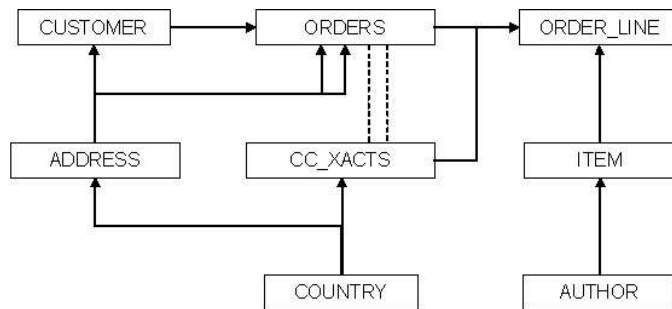 CUSTOMER
ORDERS
ORDER_LINE
ADDRESS
CC_XACTS
ITEM
COUNTRY
AUTHOR